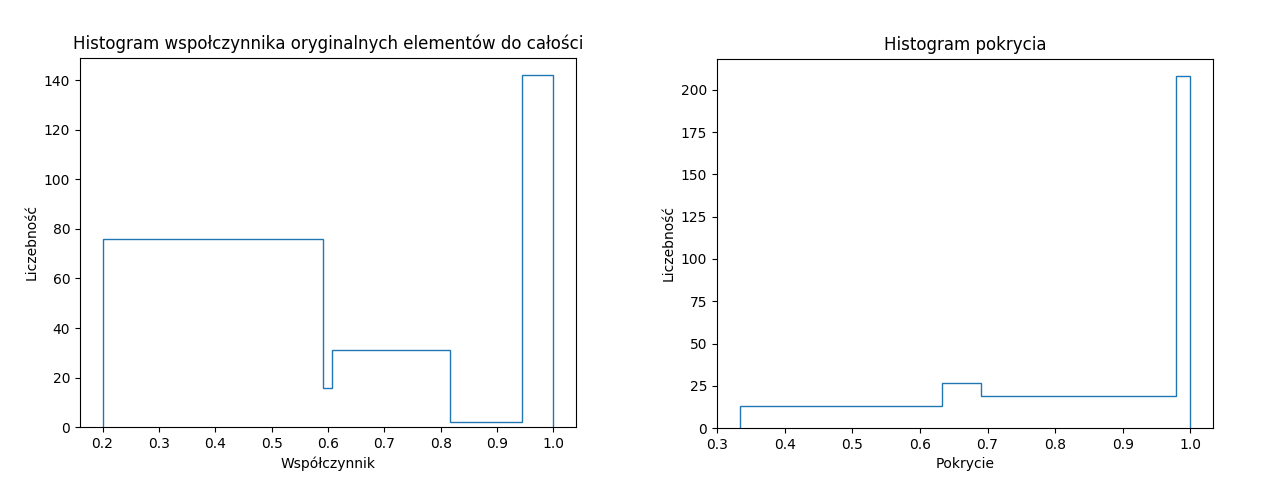 Histogram wspołczynnika oryginalnych elementów do całości
Liczebność
140
120
100
80
60
40
20
0
0.2 0.3 0.4 0.5 0.6 0.7 0.8 0.9 1.0
Współczynnik
Histogram pokrycia
Liczebność
200
175
150
125
100
75
50
25
0
0.3 0.4 0.5 0.6 0.7 0.8 0.9 1.0
Pokrycie